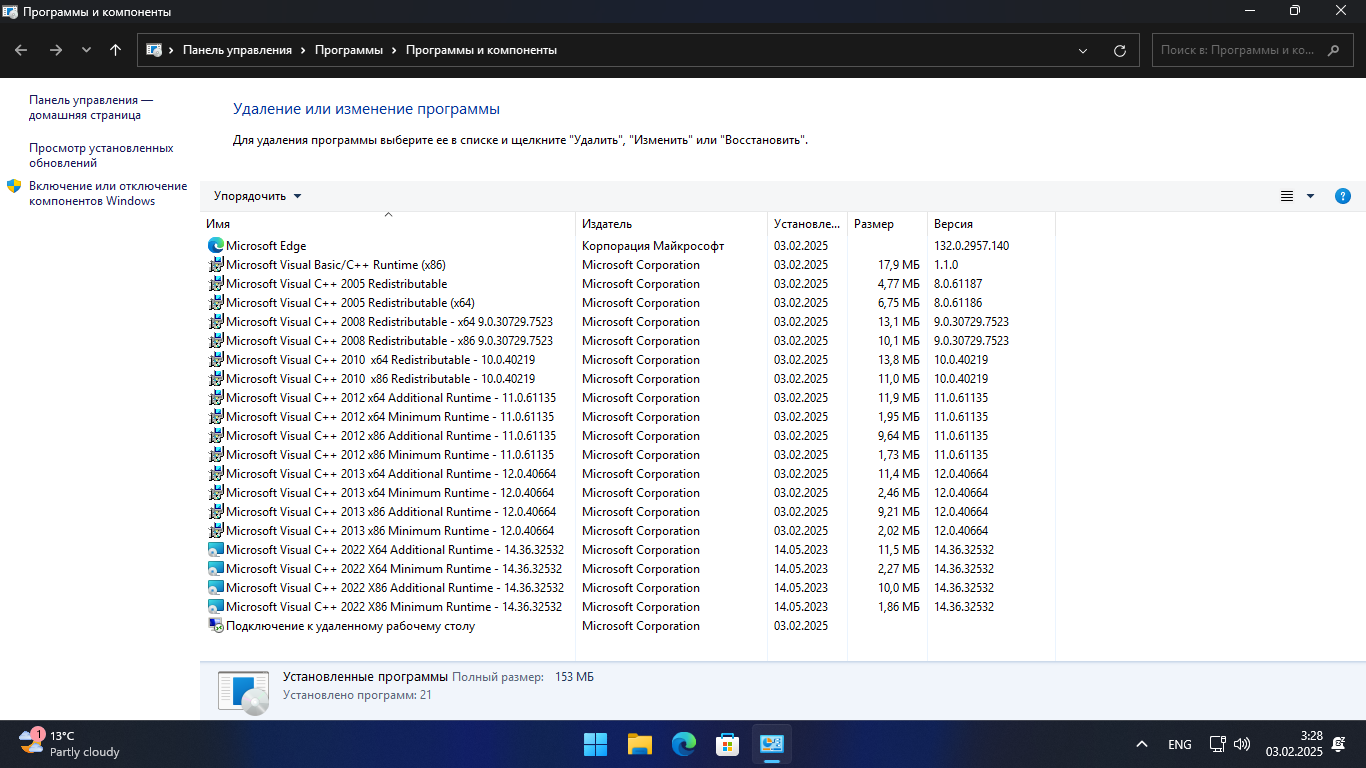 Программы и компоненты
Панель управления › Программы › Программы и компоненты
Поиск в: Программы и ко...
Панель управления —
домашняя страница
Просмотр установленных
обновлений
Включение или отключение
компонентов Windows
Удаление или изменение программы
Для удаления программы выберите ее в списке и щелкните "Удалить", "Изменить" или "Восстановить".
Упорядочить
Имя Издатель Установле... Размер Версия
Microsoft Edge Корпорация Майкрософт 03.02.2025 132.0.2957.140
Microsoft Visual Basic/C++ Runtime (x86) Microsoft Corporation 03.02.2025 17,9 МБ 1.1.0
Microsoft Visual C++ 2005 Redistributable Microsoft Corporation 03.02.2025 4,77 МБ 8.0.61187
Microsoft Visual C++ 2005 Redistributable (x64) Microsoft Corporation 03.02.2025 6,75 МБ 8.0.61186
Microsoft Visual C++ 2008 Redistributable - x64 9.0.30729.7523 Microsoft Corporation 03.02.2025 13,1 МБ 9.0.30729.7523
Microsoft Visual C++ 2008 Redistributable - x86 9.0.30729.7523 Microsoft Corporation 03.02.2025 10,1 МБ 9.0.30729.7523
Microsoft Visual C++ 2010  x64 Redistributable - 10.0.40219 Microsoft Corporation 03.02.2025 13,8 МБ 10.0.40219
Microsoft Visual C++ 2010  x86 Redistributable - 10.0.40219 Microsoft Corporation 03.02.2025 11,0 МБ 10.0.40219
Microsoft Visual C++ 2012 x64 Additional Runtime - 11.0.61135 Microsoft Corporation 03.02.2025 11,9 МБ 11.0.61135
Microsoft Visual C++ 2012 x64 Minimum Runtime - 11.0.61135 Microsoft Corporation 03.02.2025 1,95 МБ 11.0.61135
Microsoft Visual C++ 2012 x86 Additional Runtime - 11.0.61135 Microsoft Corporation 03.02.2025 9,64 МБ 11.0.61135
Microsoft Visual C++ 2012 x86 Minimum Runtime - 11.0.61135 Microsoft Corporation 03.02.2025 1,73 МБ 11.0.61135
Microsoft Visual C++ 2013 x64 Additional Runtime - 12.0.40664 Microsoft Corporation 03.02.2025 11,4 МБ 12.0.40664
Microsoft Visual C++ 2013 x64 Minimum Runtime - 12.0.40664 Microsoft Corporation 03.02.2025 2,46 МБ 12.0.40664
Microsoft Visual C++ 2013 x86 Additional Runtime - 12.0.40664 Microsoft Corporation 03.02.2025 9,21 МБ 12.0.40664
Microsoft Visual C++ 2013 x86 Minimum Runtime - 12.0.40664 Microsoft Corporation 03.02.2025 2,02 МБ 12.0.40664
Microsoft Visual C++ 2022 X64 Additional Runtime - 14.36.32532 Microsoft Corporation 14.05.2023 11,5 МБ 14.36.32532
Microsoft Visual C++ 2022 X64 Minimum Runtime - 14.36.32532 Microsoft Corporation 14.05.2023 2,27 МБ 14.36.32532
Microsoft Visual C++ 2022 X86 Additional Runtime - 14.36.32532 Microsoft Corporation 14.05.2023 10,0 МБ 14.36.32532
Microsoft Visual C++ 2022 X86 Minimum Runtime - 14.36.32532 Microsoft Corporation 14.05.2023 1,86 МБ 14.36.32532
Подключение к удаленному рабочему столу Microsoft Corporation 03.02.2025
Установленные программы Полный размер: 153 МБ
Установлено программ: 21
1
13°C
Partly cloudy
ENG
3:28
03.02.2025